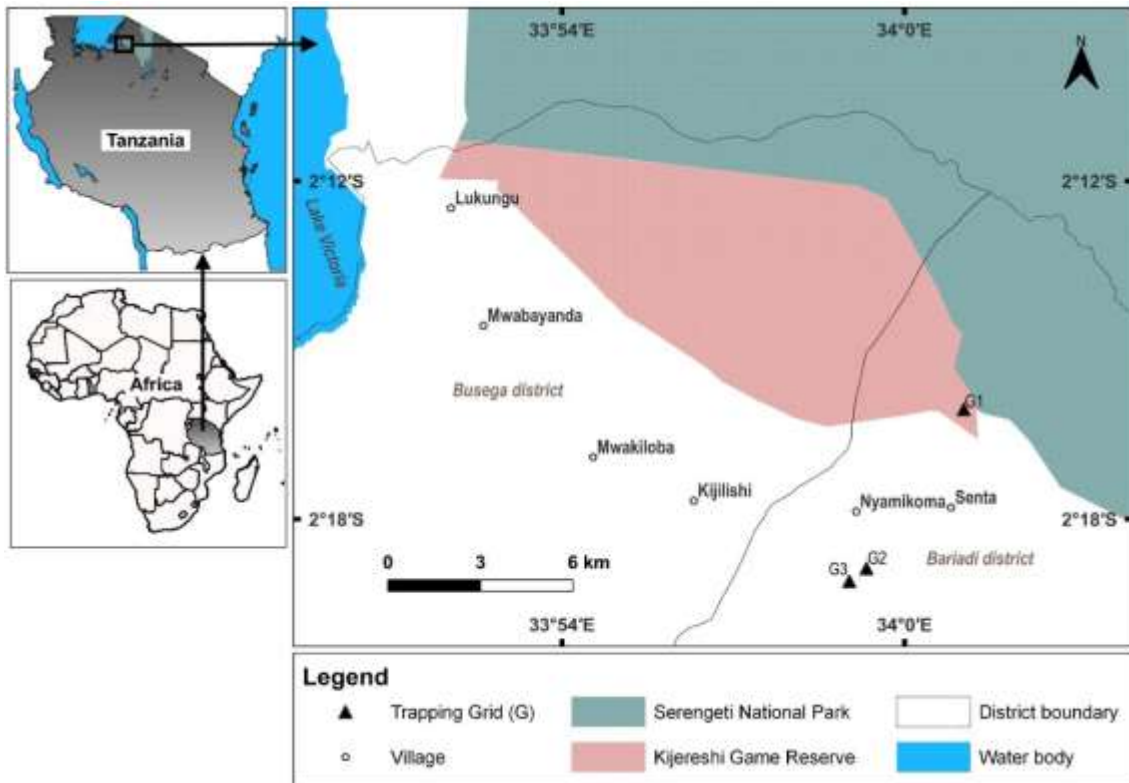 Tanzania
Africa
33°54'E
34°0'E
N
2°12'S
2°12'S
Lukungu
Lake Victoria
Mwabayanda
Busega district
G1
Mwakiloba
Kijilishi
Nyamikoma
Senta
2°18'S
2°18'S
G2
G3
Bariadi district
0 3 6 km
33°54'E
34°0'E
Legend
Trapping Grid (G)
Serengeti National Park
District boundary
Village
Kijereshi Game Reserve
Water body